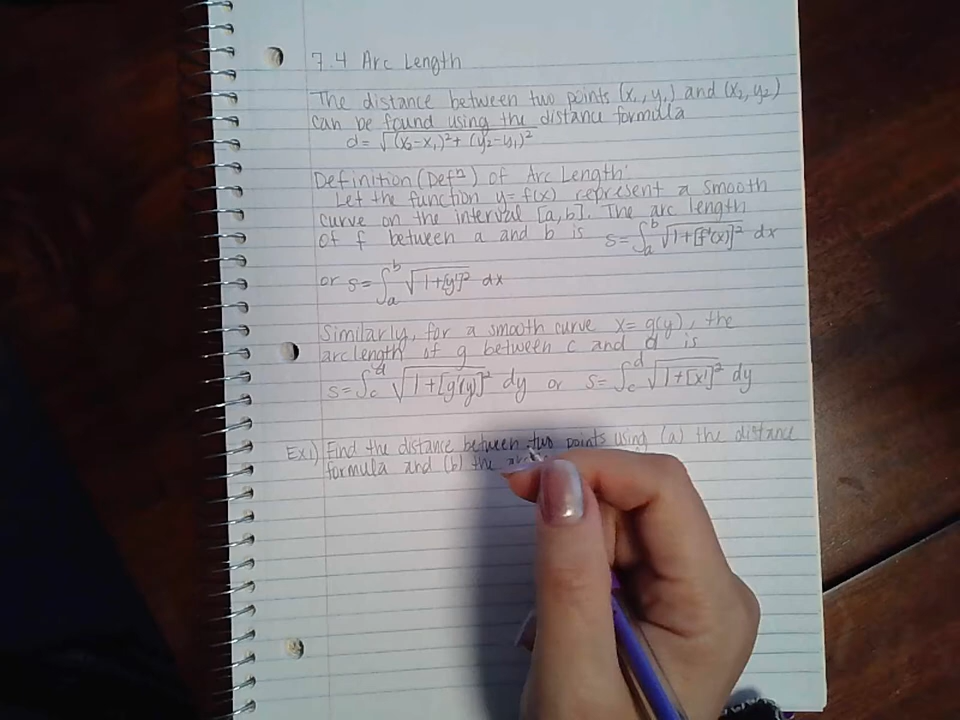 7.4 Arc Length
The distance between two points (x₁, y₁) and (x₂, y₂)
can be found using the distance formula
d = √(x₂-x₁)² + (y₂-y₁)²
Definition (Defⁿ) of Arc Length:
Let the function y = f(x) represent a smooth
curve on the interval [a,b]. The arc length
of f between a and b is s = ∫ₐᵇ √1+[f'(x)]² dx
or s = ∫ₐᵇ √1+[y']² dx
Similarly, for a smooth curve x = g(y), the
arc length of g between c and d is
s = ∫_c^d √1+[g'(y)]² dy or s = ∫_c^d √1+[x']² dy
Ex1) Find the distance between two points using (a) the distance
formula and (b) the